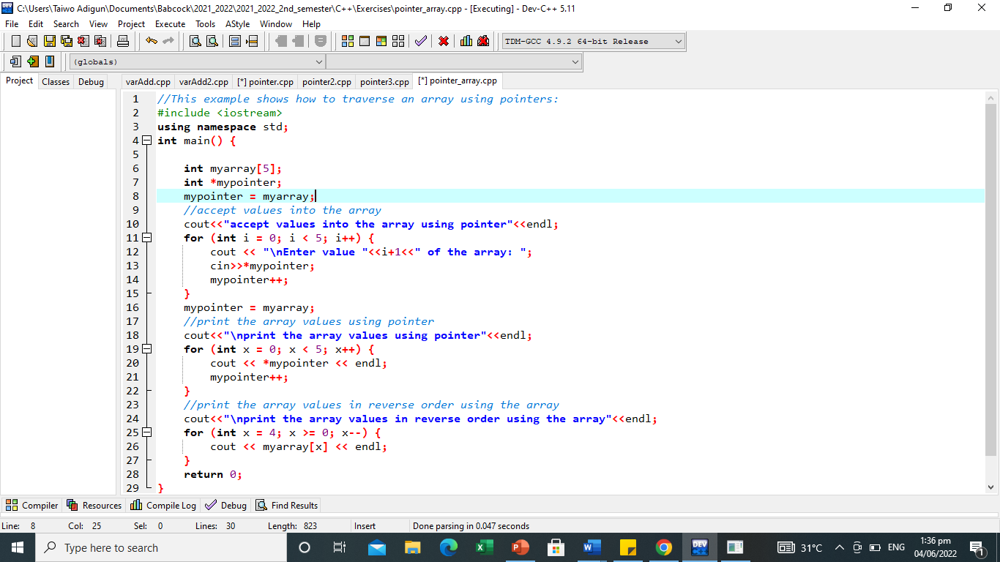 C:\Users\Taiwo Adigun\Documents\Babcock\2021_2022\2021_2022_2nd_semester\C++\Exercises\pointer_array.cpp - [Executing] - Dev-C++ 5.11
File Edit Search View Project Execute Tools AStyle Window Help
TDM-GCC 4.9.2 64-bit Release
(globals)
Project Classes Debug varAdd.cpp varAdd2.cpp [*] pointer.cpp pointer2.cpp pointer3.cpp [*] pointer_array.cpp
1 //This example shows how to traverse an array using pointers:
2 #include <iostream>
3 using namespace std;
4 int main() {
5
6 int myarray[5];
7 int *mypointer;
8 mypointer = myarray;
9 //accept values into the array
10 cout<<"accept values into the array using pointer"<<endl;
11 for (int i = 0; i < 5; i++) {
12 cout << "\nEnter value "<<i+1<<" of the array: ";
13 cin>>*mypointer;
14 mypointer++;
15 }
16 mypointer = myarray;
17 //print the array values using pointer
18 cout<<"\nprint the array values using pointer"<<endl;
19 for (int x = 0; x < 5; x++) {
20 cout << *mypointer << endl;
21 mypointer++;
22 }
23 //print the array values in reverse order using the array
24 cout<<"\nprint the array values in reverse order using the array"<<endl;
25 for (int x = 4; x >= 0; x--) {
26 cout << myarray[x] << endl;
27 }
28 return 0;
29 }
Compiler Resources Compile Log Debug Find Results
Line: 8 Col: 25 Sel: 0 Lines: 30 Length: 823 Insert Done parsing in 0.047 seconds
Type here to search DEV 31°C ENG 1:36 pm
04/06/2022 1